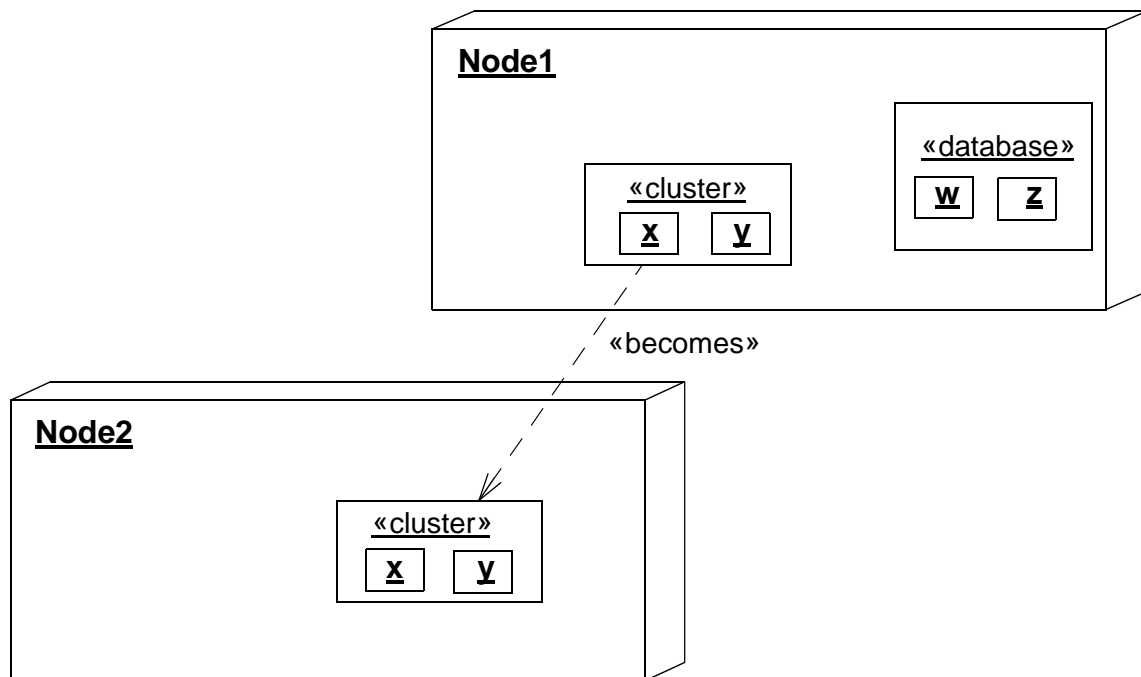 Node1
«database»
w z
«cluster»
x y
«becomes»
Node2
«cluster»
x y